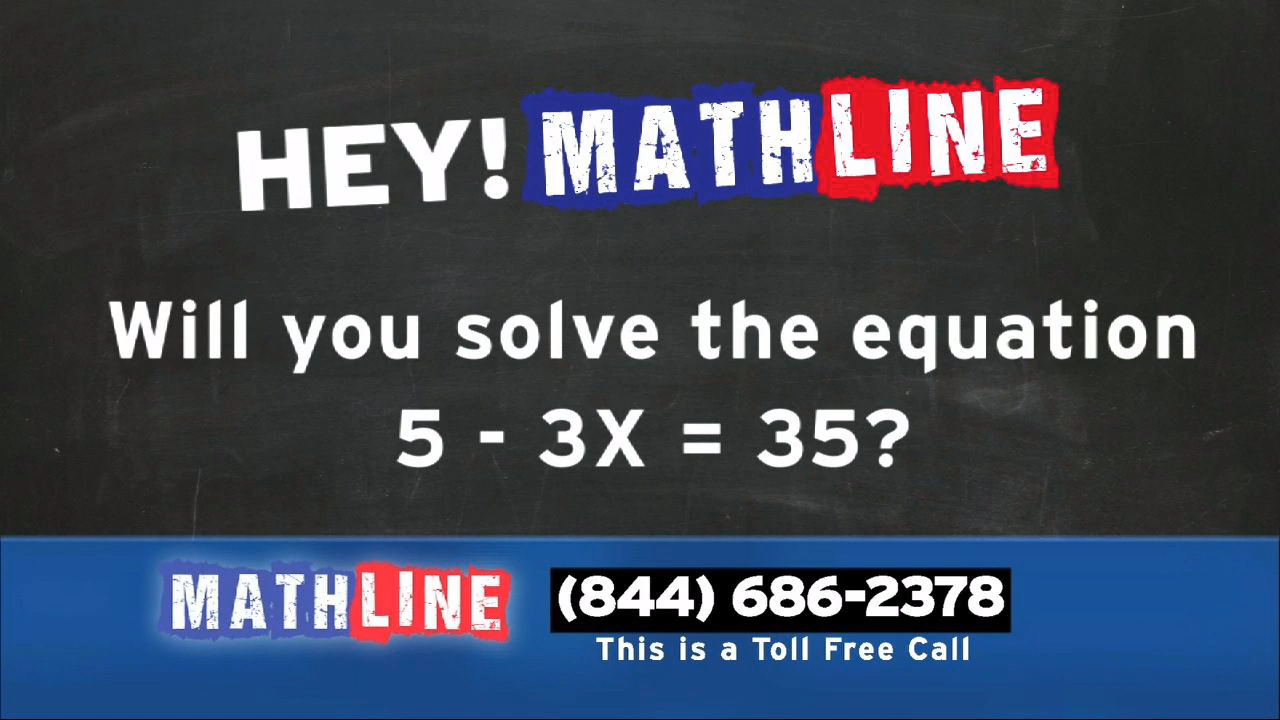 HEY! MATHLINE
Will you solve the equation
5 - 3X = 35?
MATHLINE (844) 686-2378
This is a Toll Free Call